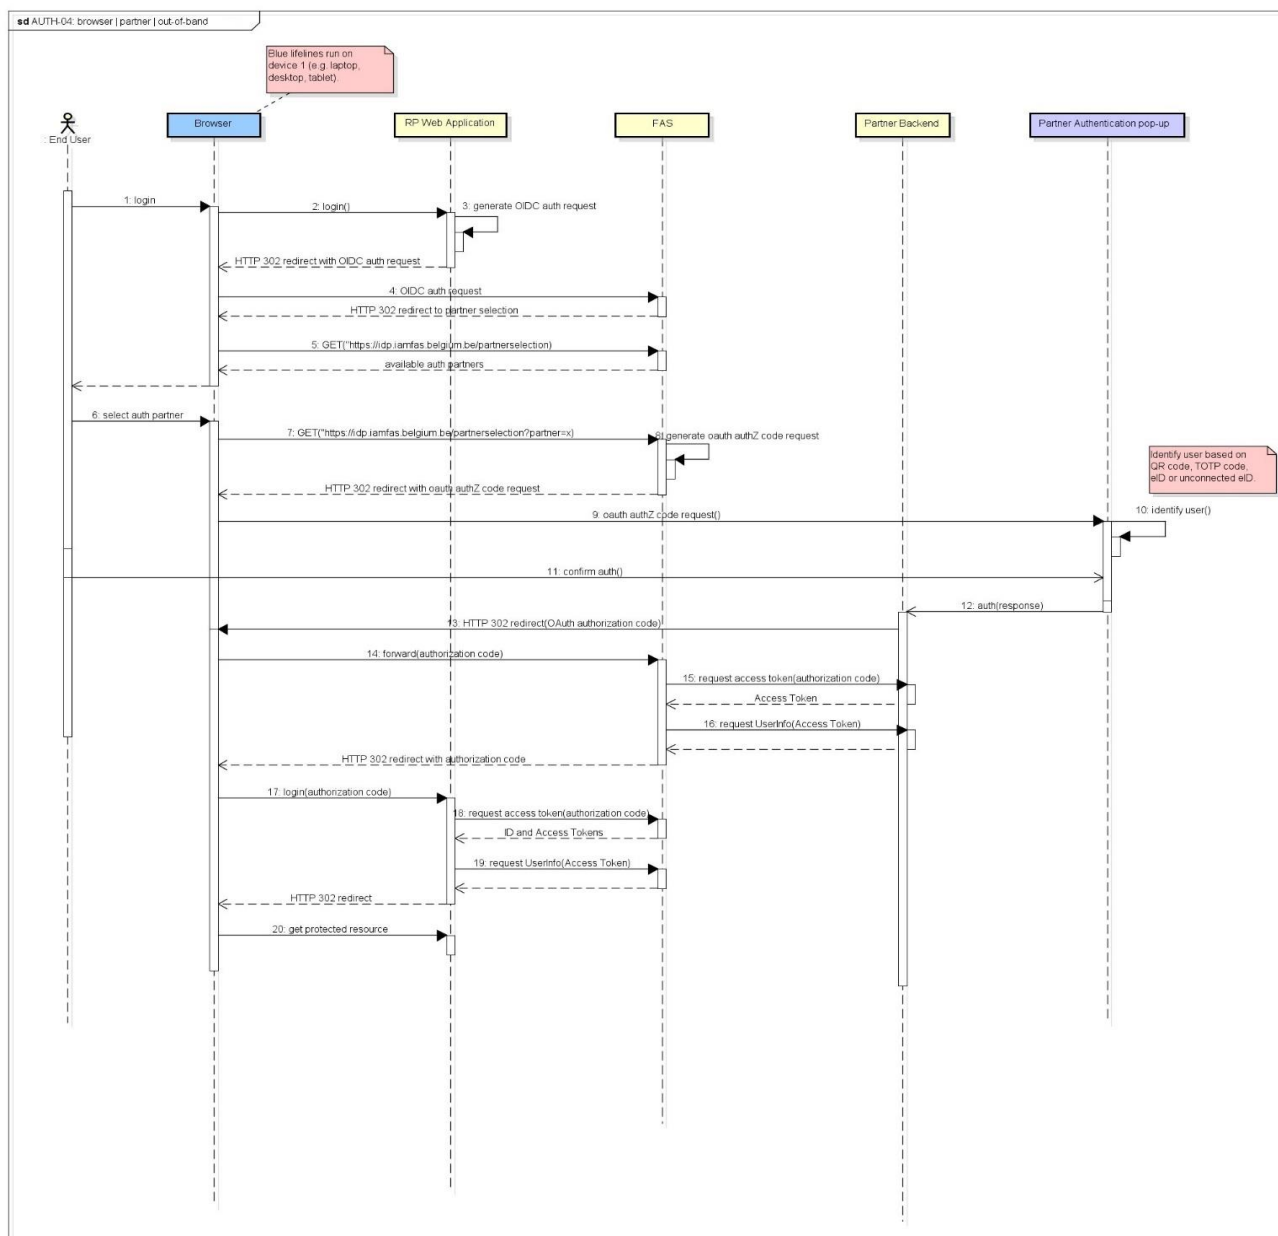 sd AUTH-04: browser | partner | out-of-band
Blue lifelines run on
device 1 (e.g. laptop,
desktop, tablet).
: End User
Browser
RP Web Application
FAS
Partner Backend
Partner Authentication pop-up
1: login
2: login()
3: generate OIDC auth request
HTTP 302 redirect with OIDC auth request
4: OIDC auth request
HTTP 302 redirect to partner selection
5: GET("https://idp.iamfas.belgium.be/partnerselection)
available auth partners
6: select auth partner
7: GET("https://idp.iamfas.belgium.be/partnerselection?partner=x)
8: generate oauth authZ code request
Identify user based on
QR code, TOTP code,
eID or unconnected eID.
HTTP 302 redirect with oauth authZ code request
9: oauth authZ code request()
10: identify user()
11: confirm auth()
12: auth(response)
13: HTTP 302 redirect(OAuth authorization code)
14: forward(authorization code)
15: request access token(authorization code)
Access Token
16: request UserInfo(Access Token)
HTTP 302 redirect with authorization code
17: login(authorization code)
18: request access token(authorization code)
ID and Access Tokens
19: request UserInfo(Access Token)
HTTP 302 redirect
20: get protected resource